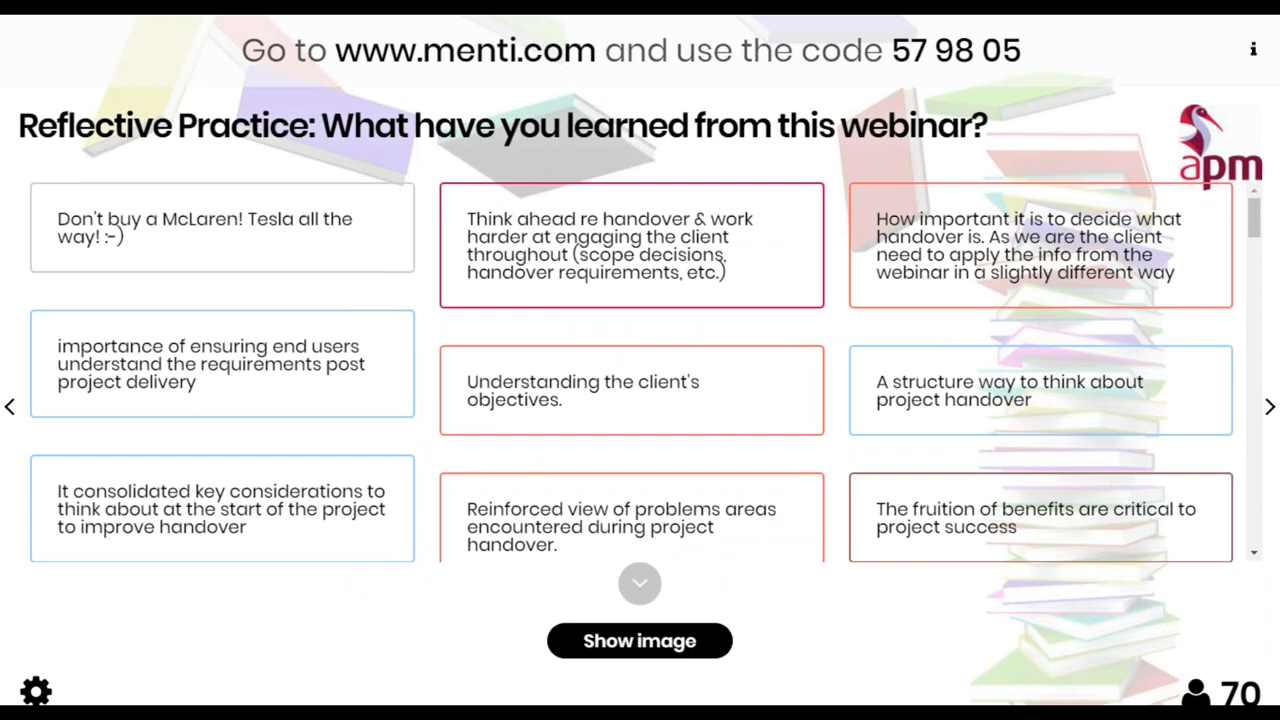 Go to www.menti.com and use the code 57 98 05
i
Reflective Practice: What have you learned from this webinar?
apm
Don't buy a McLaren! Tesla all the
way! :-)
importance of ensuring end users
understand the requirements post
project delivery
It consolidated key considerations to
think about at the start of the project
to improve handover
Think ahead re handover & work
harder at engaging the client
throughout (scope decisions,
handover requirements, etc.)
Understanding the client's
objectives.
Reinforced view of problems areas
encountered during project
handover.
How important it is to decide what
handover is. As we are the client
need to apply the info from the
webinar in a slightly different way
A structure way to think about
project handover
The fruition of benefits are critical to
project success
Show image
70